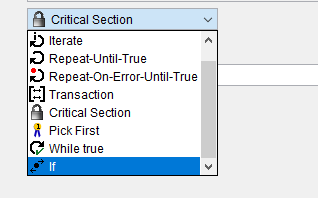 Critical Section
Iterate
Repeat-Until-True
Repeat-On-Error-Until-True
Transaction
Critical Section
Pick First
While true
If